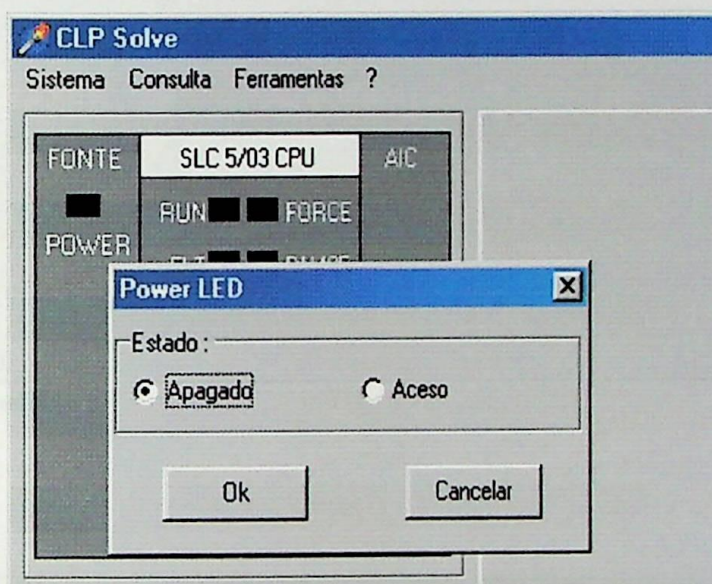 CLP Solve
Sistema Consulta Ferramentas ?
FONTE SLC 5/03 CPU AIC
RUN FORCE
POWER
Power LED
Estado :
Apagado Aceso
Ok Cancelar